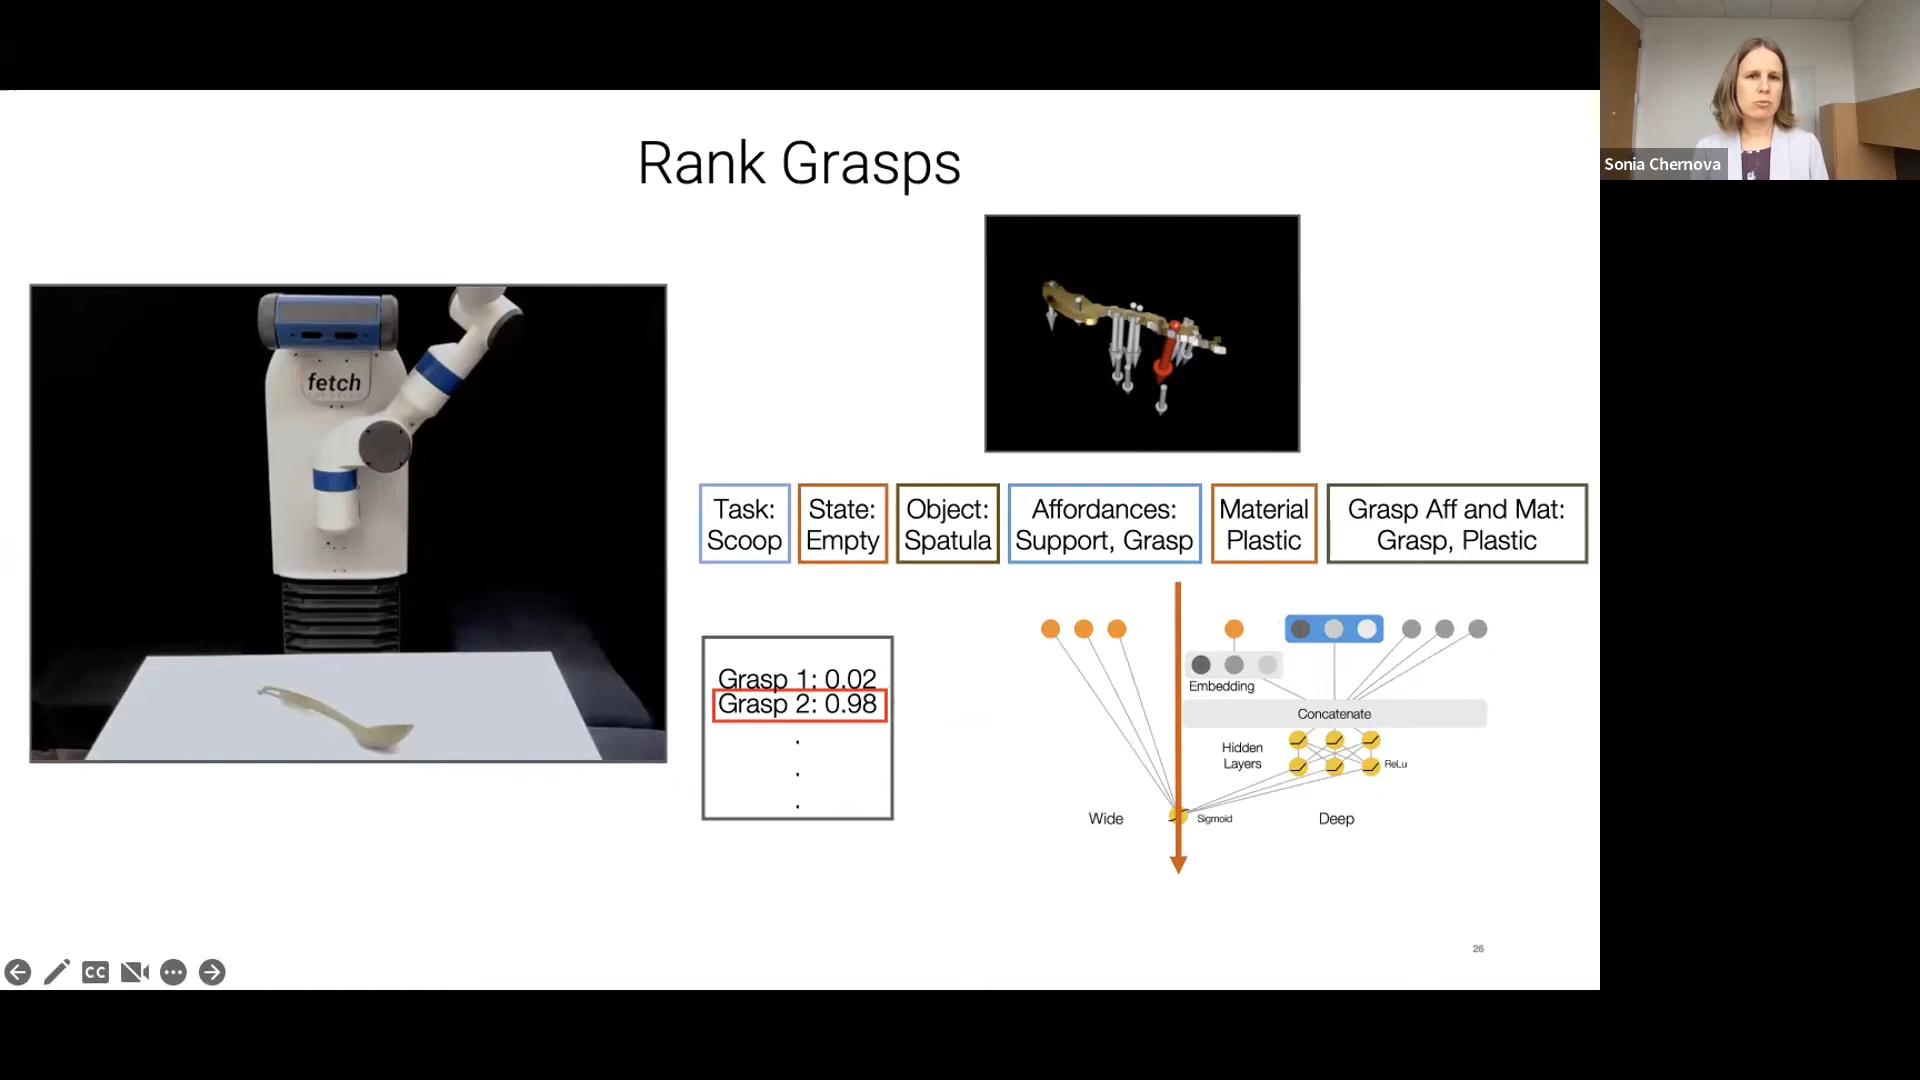 Rank Grasps
Sonia Chernova
fetch
Task:
Scoop
State:
Empty
Object:
Spatula
Affordances:
Support, Grasp
Material
Plastic
Grasp Aff and Mat:
Grasp, Plastic
Grasp 1: 0.02
Grasp 2: 0.98
.
.
.
Embedding
Concatenate
Hidden
Layers
ReLu
Wide
Sigmoid
Deep
26
CC